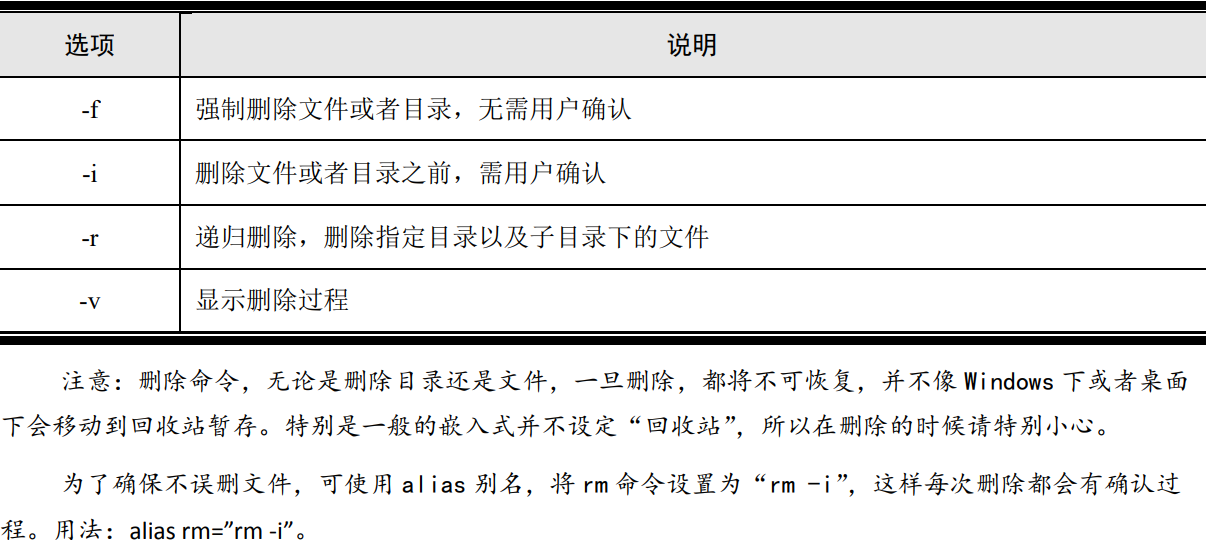 选项 说明
-f 强制删除文件或者目录，无需用户确认
-i 删除文件或者目录之前，需用户确认
-r 递归删除，删除指定目录以及子目录下的文件
-v 显示删除过程
注意：删除命令，无论是删除目录还是文件，一旦删除，都将不可恢复，并不像 Windows 下或者桌面
下会移动到回收站暂存。特别是一般的嵌入式并不设定“回收站”，所以在删除的时候请特别小心。
为了确保不误删文件，可使用 alias 别名，将 rm 命令设置为“rm -i”，这样每次删除都会有确认过
程。用法：alias rm=”rm -i”。